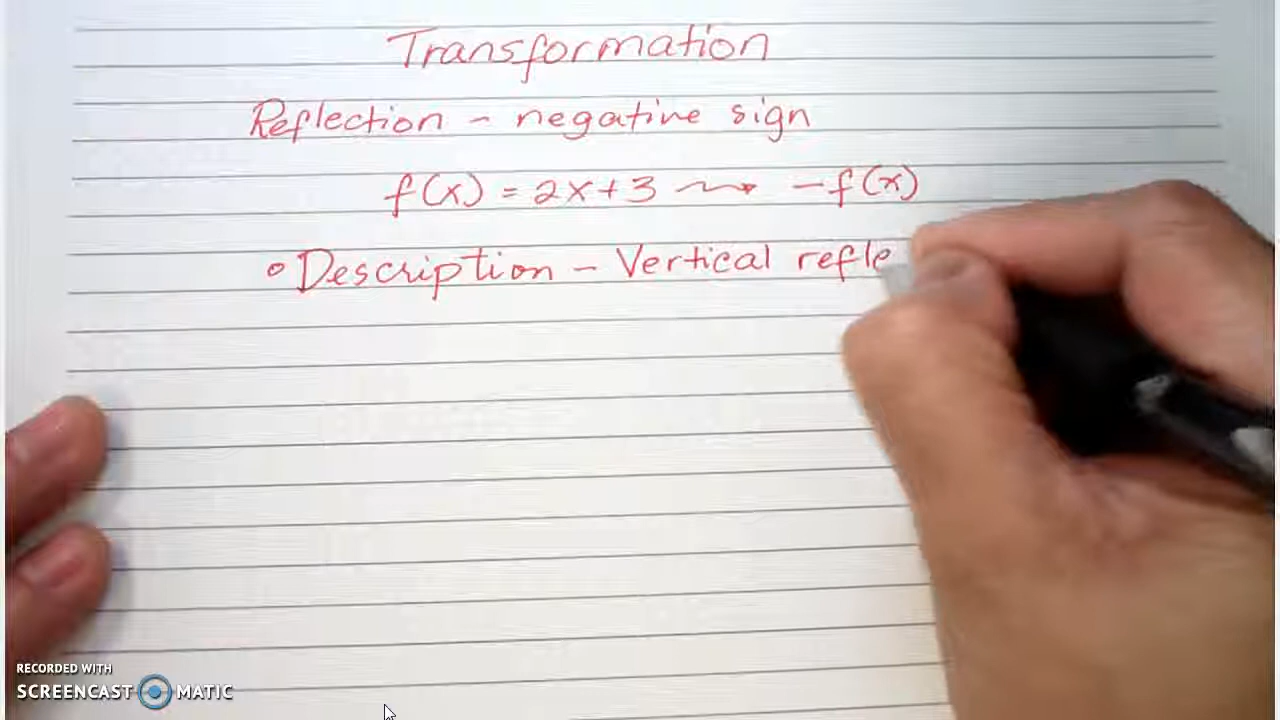 Transformation
Reflection - negative sign
f(x) = 2x+3 ⇝ -f(x)
∘ Description - Vertical refle
RECORDED WITH
SCREENCAST MATIC